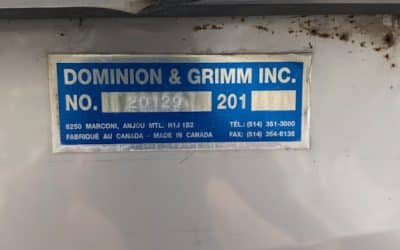 DOMINION & GRIMM INC.
NO. 20129 201
8250 MARCONI, ANJOU MTL. H1J 1B2 TÉL.: (514) 351-3000
FABRIQUÉ AU CANADA - MADE IN CANADA FAX: (514) 354-6136